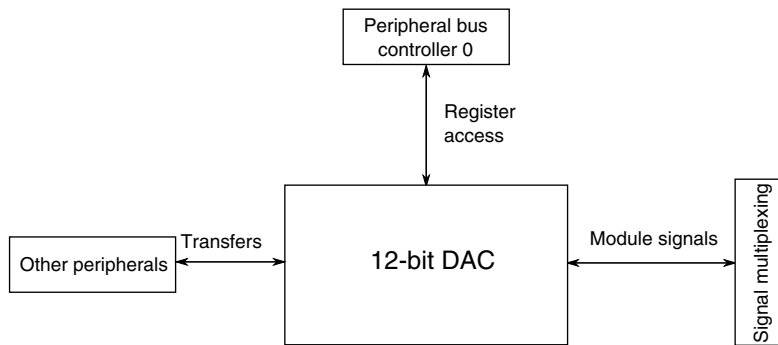 Peripheral bus
controller 0
Register
access
Transfers
Other peripherals
12-bit DAC
Module signals
Signal multiplexing